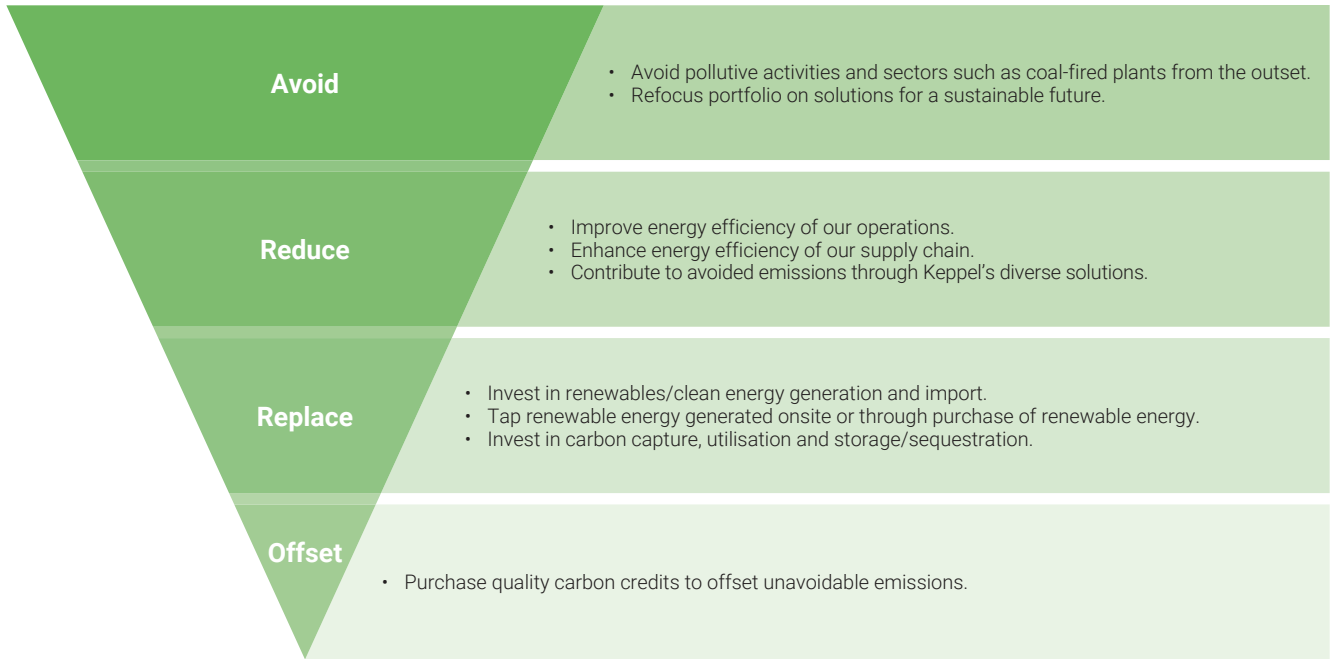 Avoid
• Avoid pollutive activities and sectors such as coal-fired plants from the outset.
• Refocus portfolio on solutions for a sustainable future.
Reduce
• Improve energy efficiency of our operations.
• Enhance energy efficiency of our supply chain.
• Contribute to avoided emissions through Keppel’s diverse solutions.
Replace
• Invest in renewables/clean energy generation and import.
• Tap renewable energy generated onsite or through purchase of renewable energy.
• Invest in carbon capture, utilisation and storage/sequestration.
Offset
• Purchase quality carbon credits to offset unavoidable emissions.